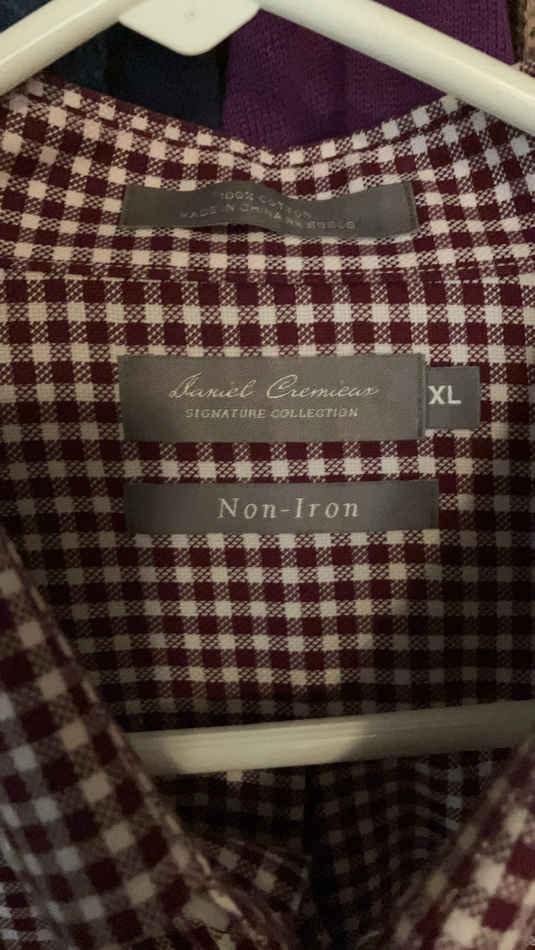 100% COTTON
MADE IN CHINA
Daniel Cremieux
XL
SIGNATURE COLLECTION
Non-Iron